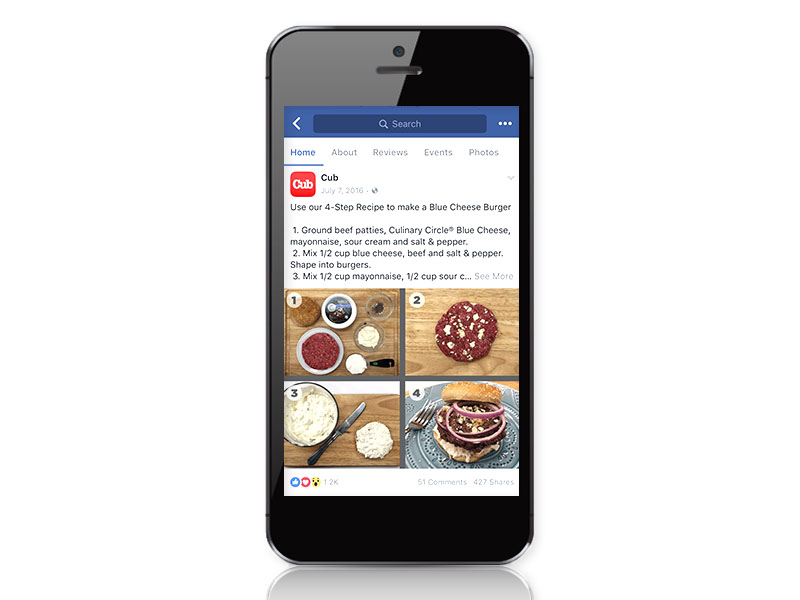 Search
Home About Reviews Events Photos
Cub
Cub
July 7, 2016
Use our 4-Step Recipe to make a Blue Cheese Burger
1. Ground beef patties, Culinary Circle® Blue Cheese,
mayonnaise, sour cream and salt & pepper.
2. Mix 1/2 cup blue cheese, beef and salt & pepper.
Shape into burgers.
3. Mix 1/2 cup mayonnaise, 1/2 cup sour c... See More
1
2
3
4
1.2K
51 Comments · 427 Shares